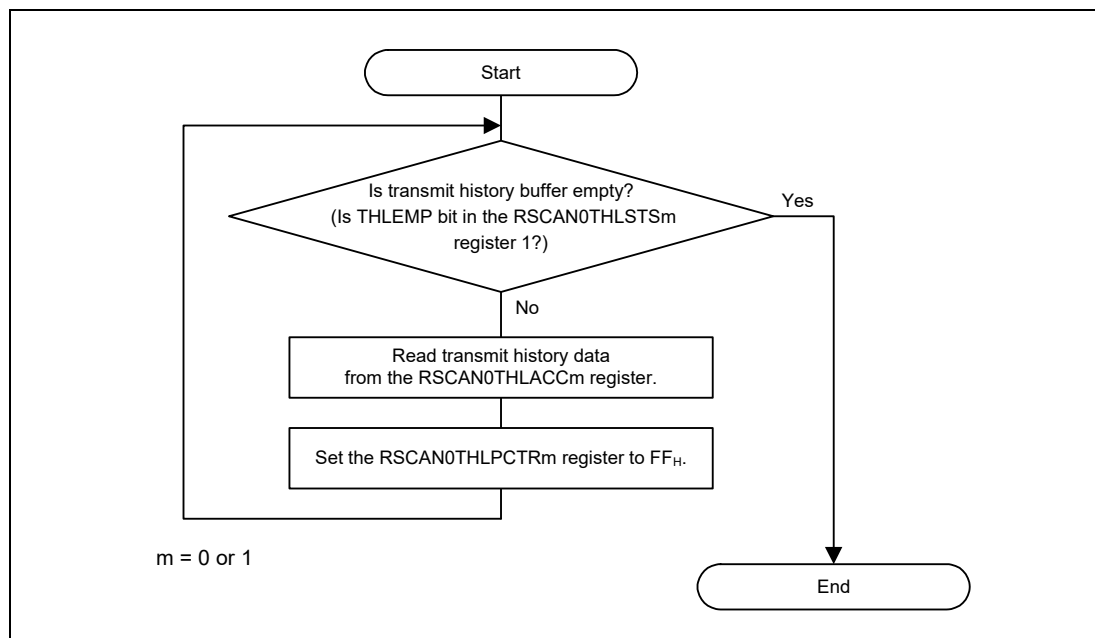 Start
Is transmit history buffer empty?
(Is THLEMP bit in the RSCAN0THLSTSm
register 1?)
Yes
No
Read transmit history data
from the RSCAN0THLACCm register.
Set the RSCAN0THLPCTRm register to FFH.
m = 0 or 1
End